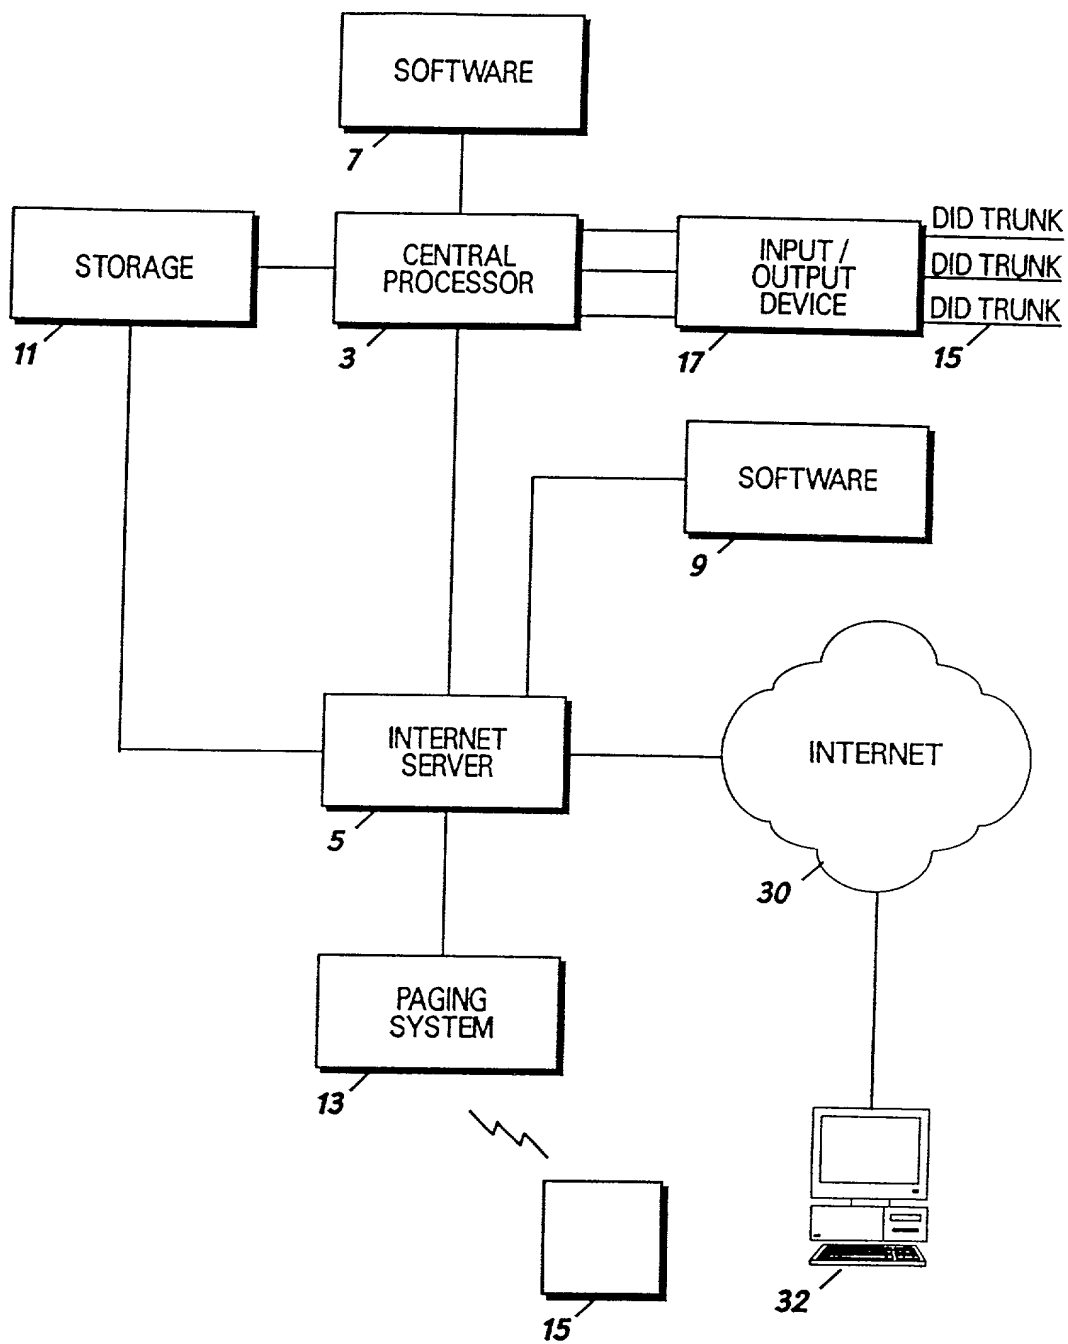 SOFTWARE
7
STORAGE
11
CENTRAL
PROCESSOR
3
INPUT /
OUTPUT
DEVICE
17
DID TRUNK
DID TRUNK
DID TRUNK
15
SOFTWARE
9
INTERNET
SERVER
5
INTERNET
30
PAGING
SYSTEM
13
15
32